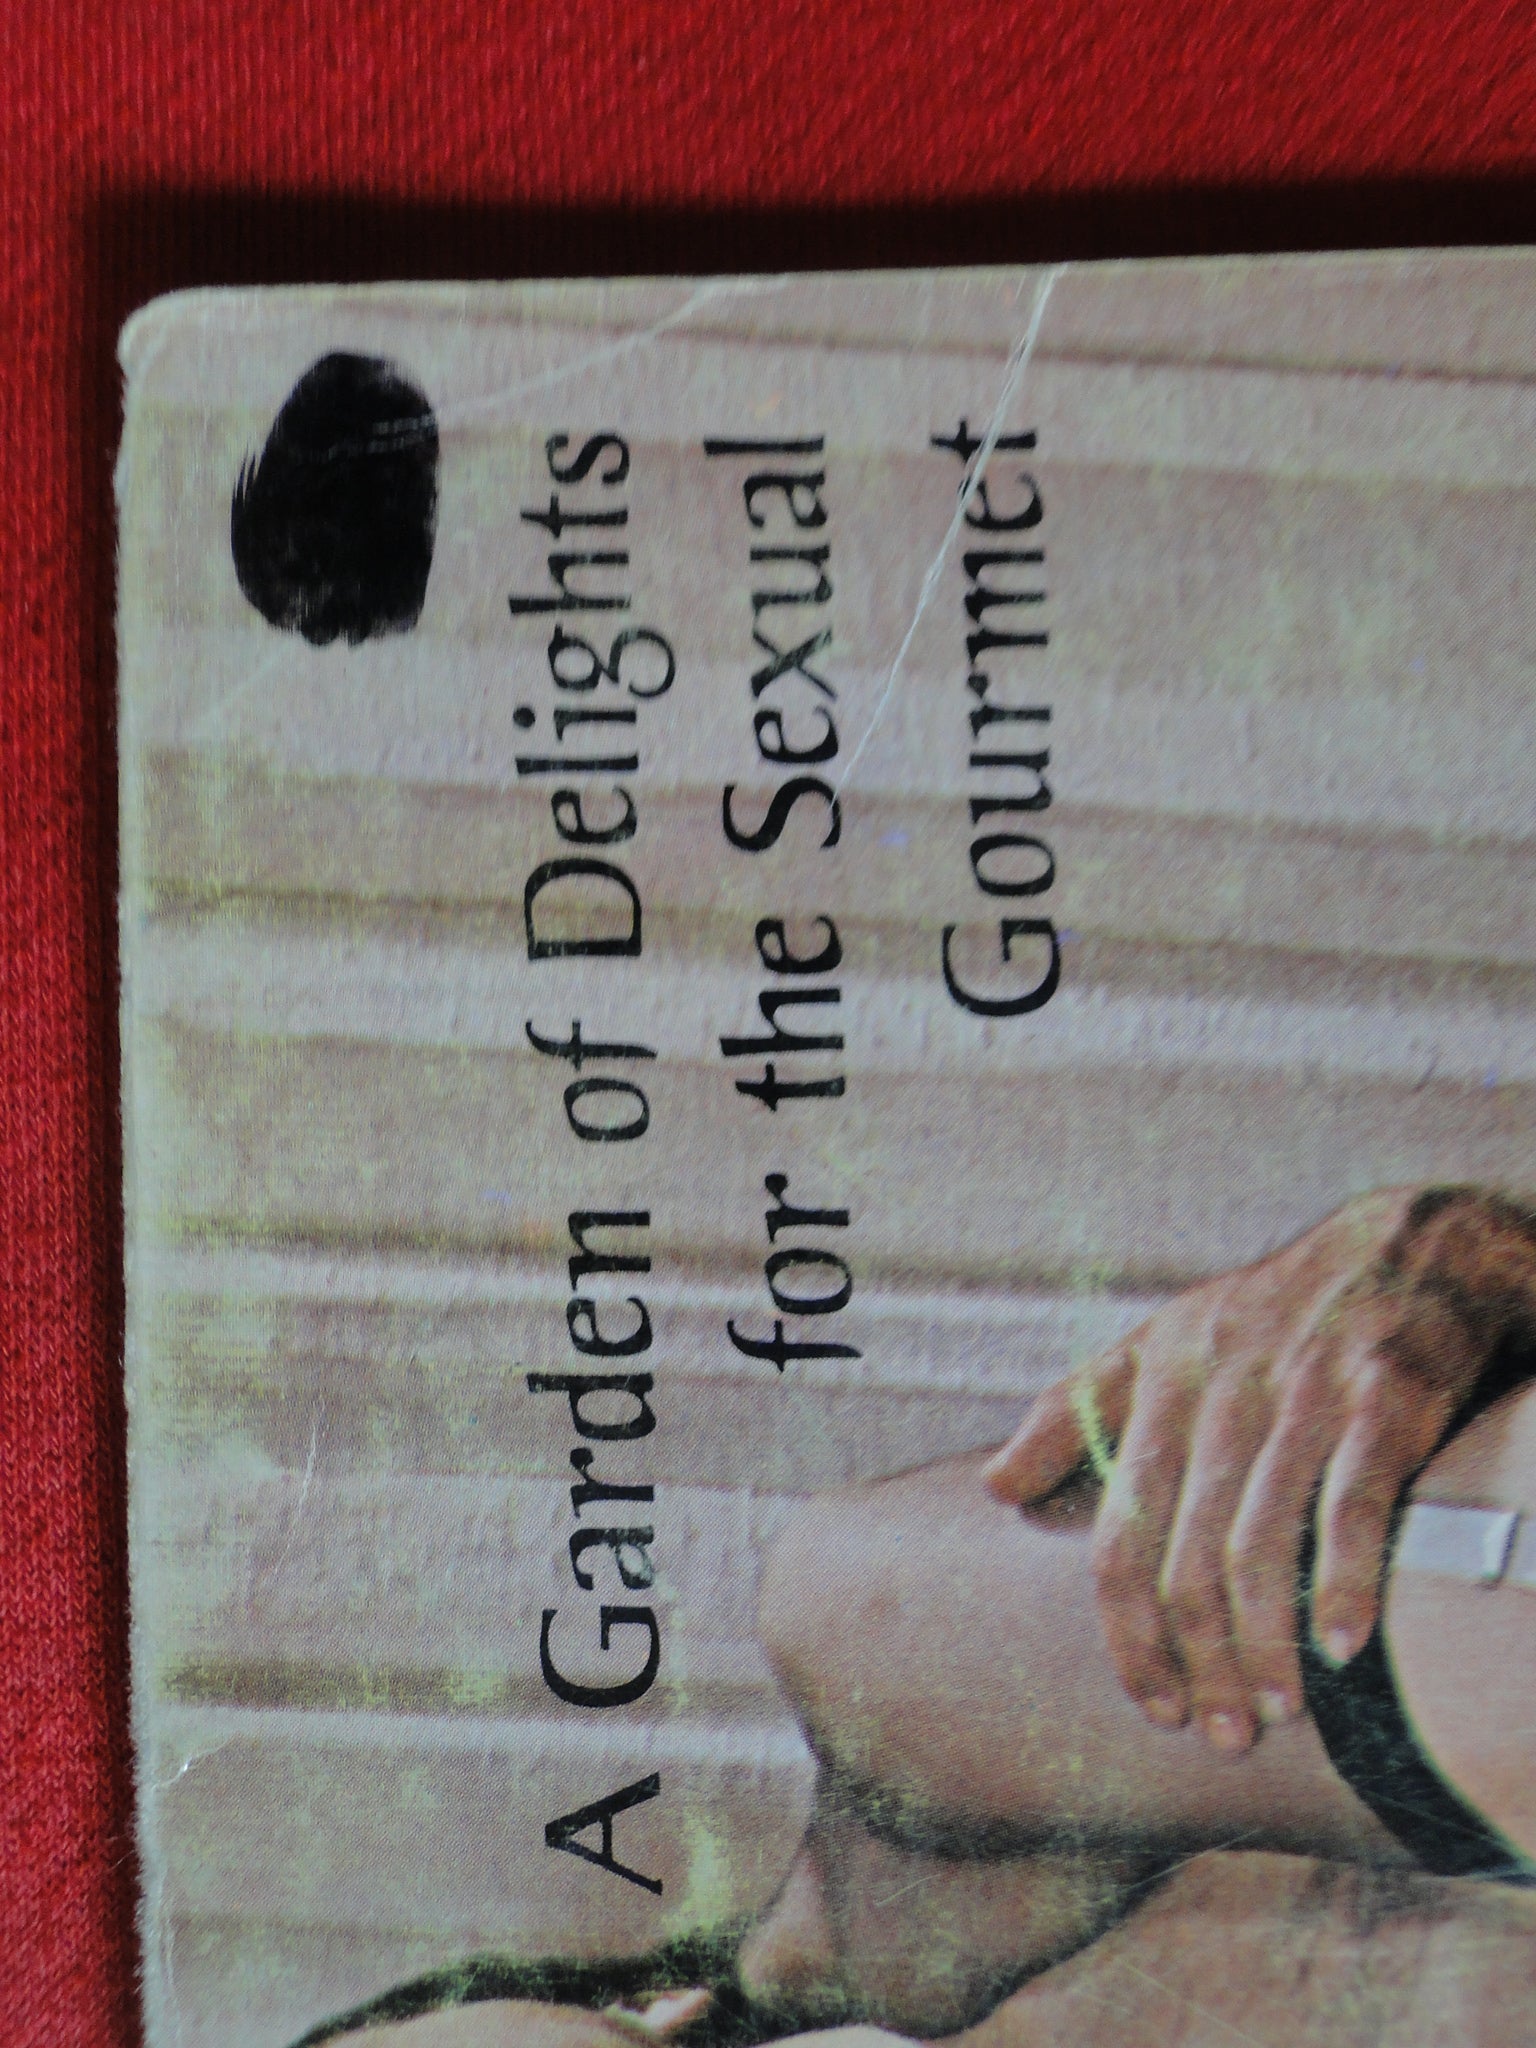 A Garden of Delights
for the Sexual
Gourmet